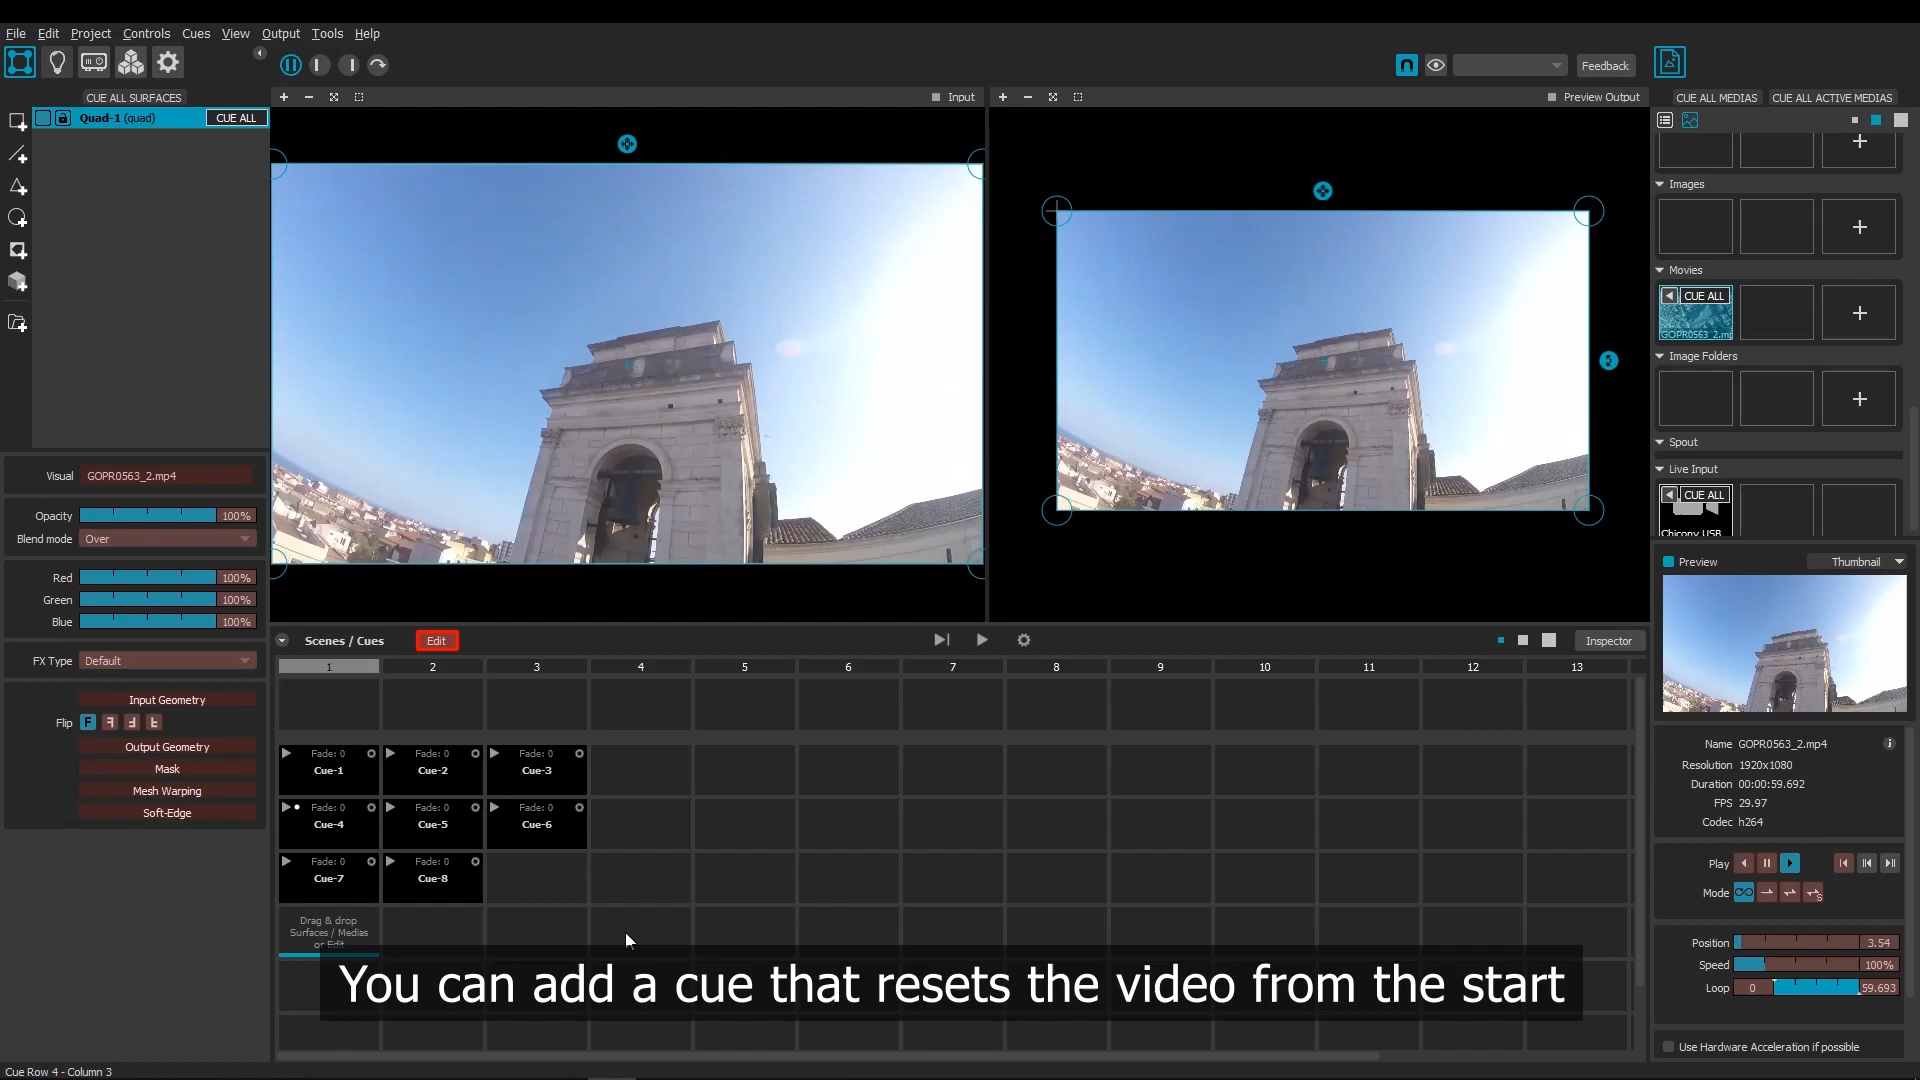 File Edit Project Controls Cues View Output Tools Help
Feedback
CUE ALL SURFACES
Quad-1 (quad) CUE ALL
Input
Preview Output
CUE ALL MEDIAS CUE ALL ACTIVE MEDIAS
Images
Movies
CUE ALL
GOPR0563_2.mp
Image Folders
Spout
Live Input
CUE ALL
Chicony USB
Visual GOPR0563_2.mp4
Opacity 100%
Blend mode Over
Red 100%
Green 100%
Blue 100%
FX Type Default
Input Geometry
Flip F
Output Geometry
Mask
Mesh Warping
Soft-Edge
Scenes / Cues Edit
Inspector
1 2 3 4 5 6 7 8 9 10 11 12 13
Fade: 0 Fade: 0 Fade: 0
Cue-1 Cue-2 Cue-3
Fade: 0 Fade: 0 Fade: 0
Cue-4 Cue-5 Cue-6
Fade: 0 Fade: 0
Cue-7 Cue-8
Drag & drop
Surfaces / Medias
or Edit
You can add a cue that resets the video from the start
Preview Thumbnail
Name GOPR0563_2.mp4
Resolution 1920x1080
Duration 00:00:59.692
FPS 29.97
Codec h264
Play
Mode
Position 3.54
Speed 100%
Loop 0 59.693
Use Hardware Acceleration if possible
Cue Row 4 - Column 3